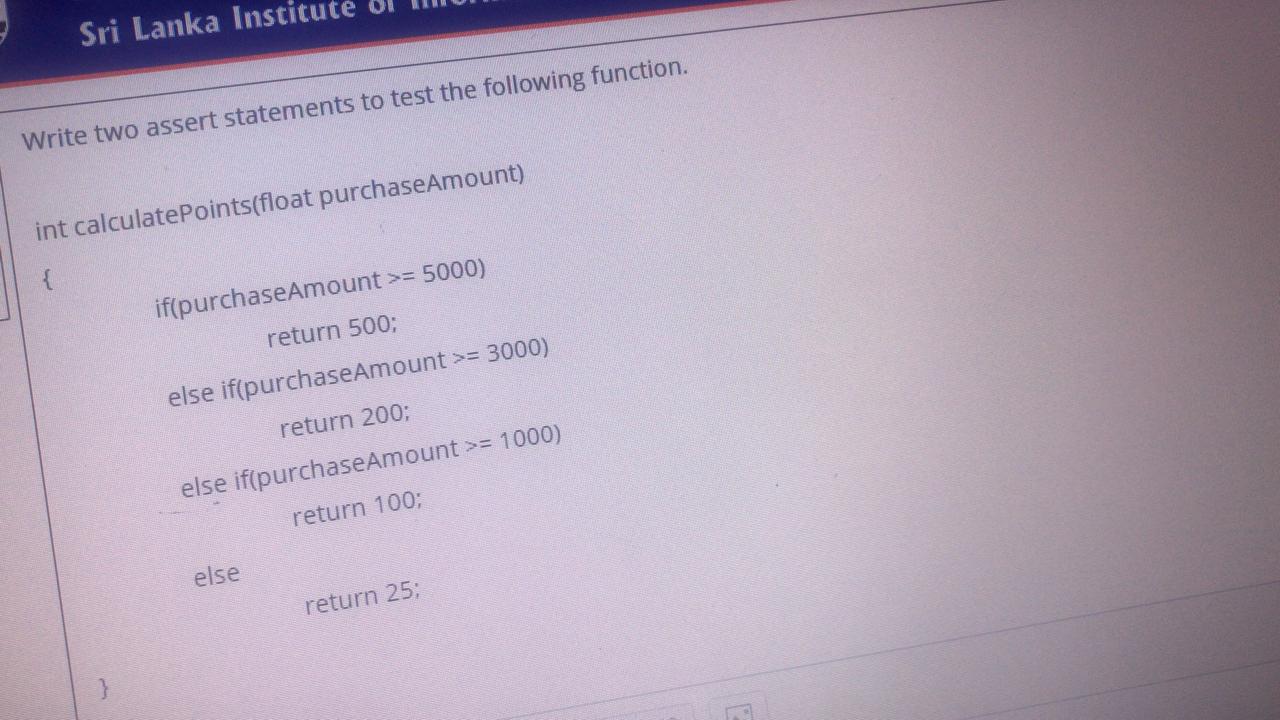 Sri Lanka Institute of
Write two assert statements to test the following function.
int calculatePoints(float purchaseAmount)
{
if(purchaseAmount >= 5000)
return 500;
else if(purchaseAmount >= 3000)
return 200;
else if(purchaseAmount >= 1000)
return 100;
else
return 25;
}